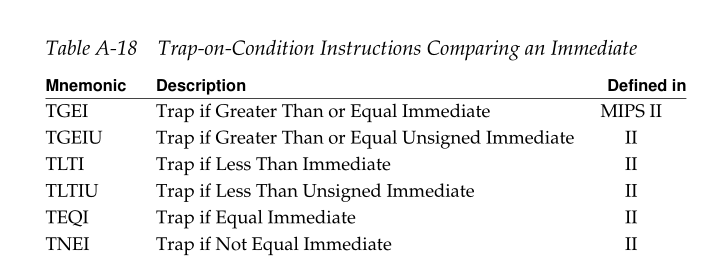 Table A-18 Trap-on-Condition Instructions Comparing an Immediate
Mnemonic Description Defined in
TGEI Trap if Greater Than or Equal Immediate MIPS II
TGEIU Trap if Greater Than or Equal Unsigned Immediate II
TLTI Trap if Less Than Immediate II
TLTIU Trap if Less Than Unsigned Immediate II
TEQI Trap if Equal Immediate II
TNEI Trap if Not Equal Immediate II